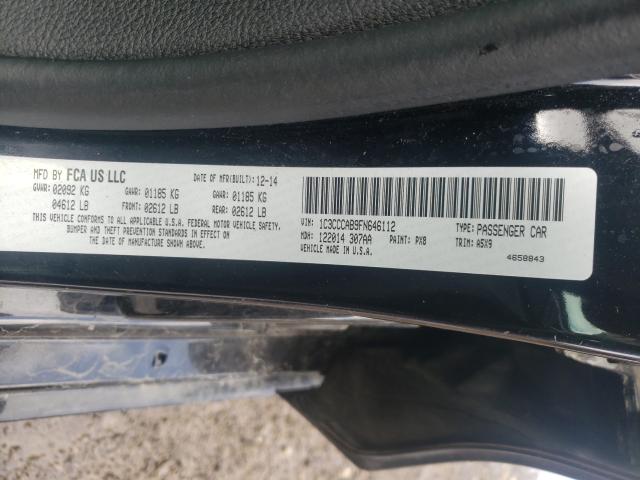 MFD BY FCA US LLC DATE OF MFR(BUILT): 12-14
GVWR: 02092 KG GAWR: 01185 KG GAWR: 01185 KG
04612 LB FRONT: 02612 LB REAR: 02612 LB
THIS VEHICLE CONFORMS TO ALL APPLICABLE U.S.A. FEDERAL MOTOR VEHICLE SAFETY,
BUMPER AND THEFT PREVENTION STANDARDS IN EFFECT ON
THE DATE OF MANUFACTURE SHOWN ABOVE.
VIN: 1C3CCCAB9FN646112 TYPE: PASSENGER CAR
MDH: 122014 307AA PAINT: PX8 TRIM: A5X9
VEHICLE MADE IN U.S.A.
4658843